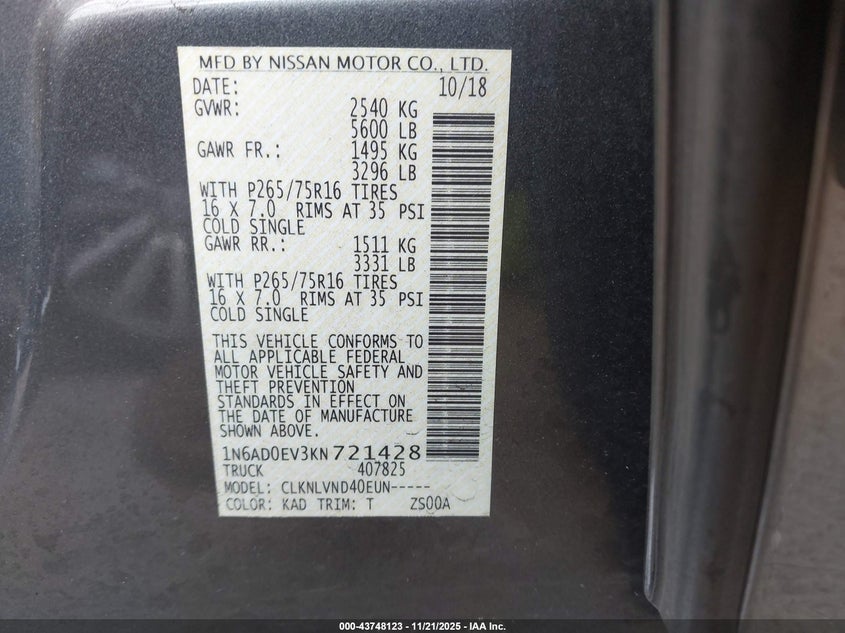 MFD BY NISSAN MOTOR CO., LTD.
DATE: 10/18
GVWR: 2540 KG
5600 LB
GAWR FR.: 1495 KG
3296 LB
WITH P265/75R16 TIRES
16 X 7.0 RIMS AT 35 PSI
COLD SINGLE
GAWR RR.: 1511 KG
3331 LB
WITH P265/75R16 TIRES
16 X 7.0 RIMS AT 35 PSI
COLD SINGLE
THIS VEHICLE CONFORMS TO
ALL APPLICABLE FEDERAL
MOTOR VEHICLE SAFETY AND
THEFT PREVENTION
STANDARDS IN EFFECT ON
THE DATE OF MANUFACTURE
SHOWN ABOVE.
1N6AD0EV3KN721428
TRUCK 407825
MODEL: CLKNLVND40EUN-----
COLOR: KAD TRIM: T ZS00A
000-43748123 - 11/21/2025 - IAA Inc.